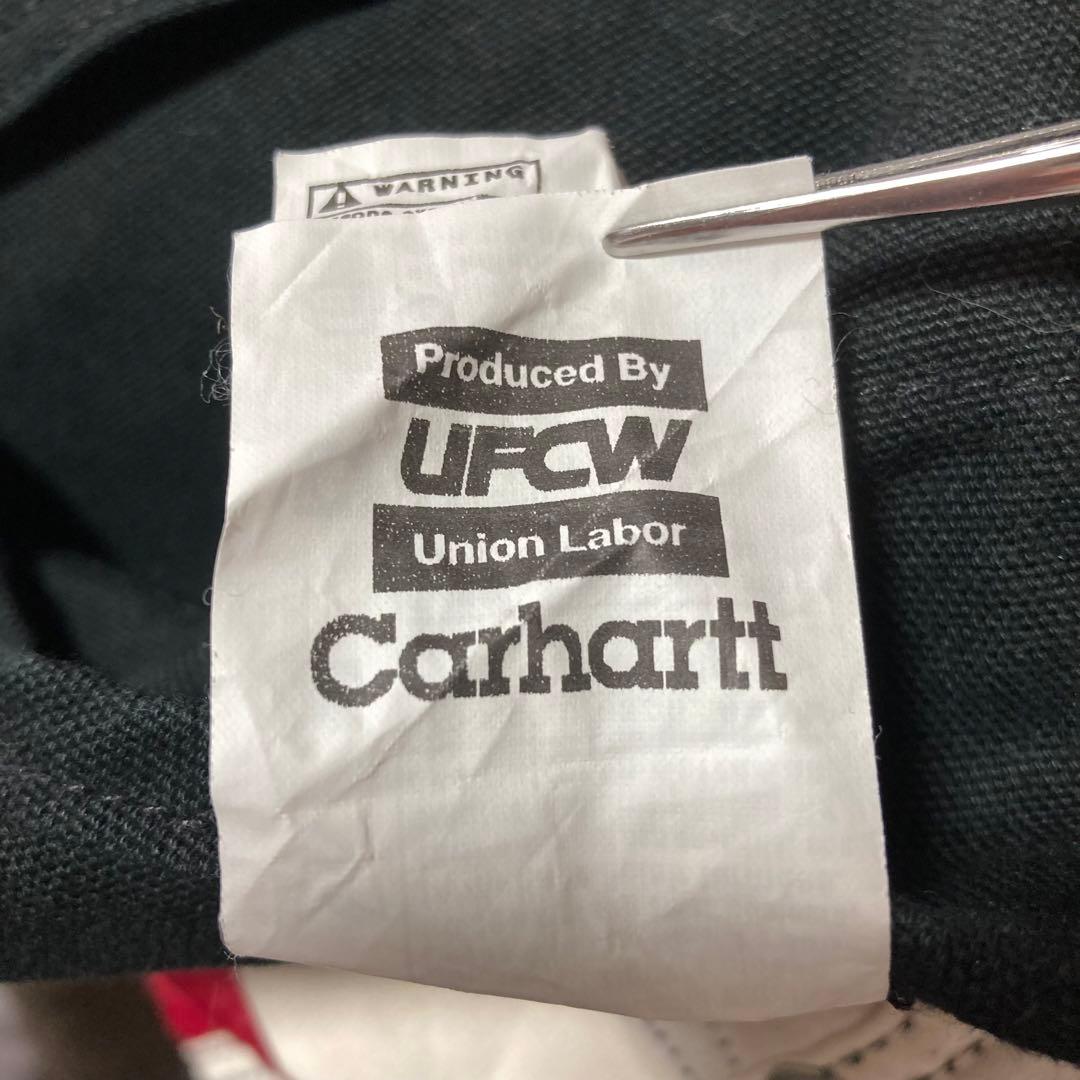 WARNING
Produced By
UFCW
Union Labor
Carhartt